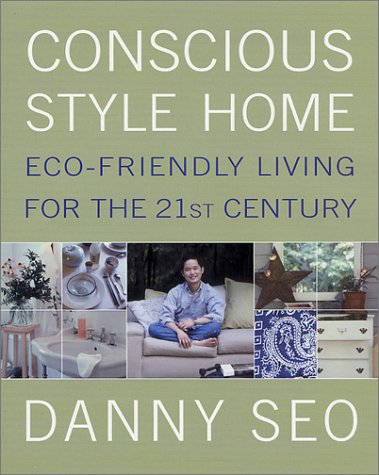 CONSCIOUS
STYLE HOME
ECO-FRIENDLY LIVING
FOR THE 21ST CENTURY
DANNY SEO